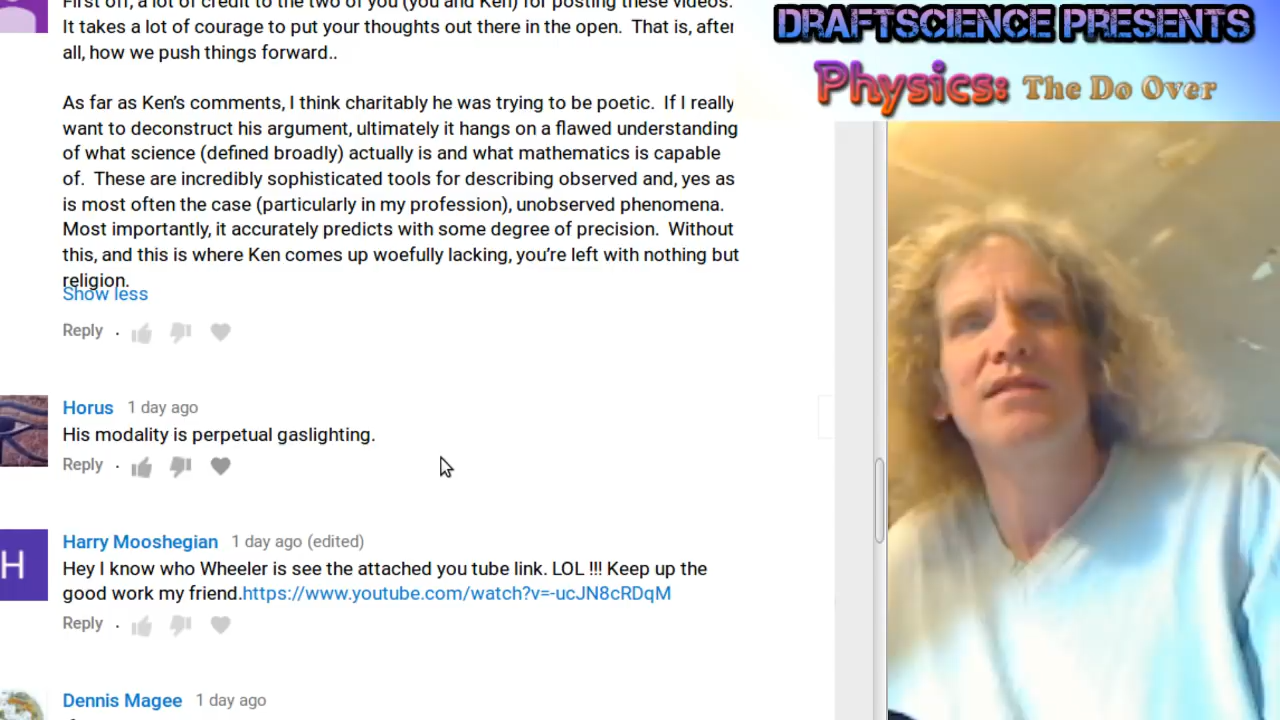 First off, a lot of credit to the two of you (you and Ken) for posting these videos.
It takes a lot of courage to put your thoughts out there in the open.  That is, after
all, how we push things forward..
As far as Ken's comments, I think charitably he was trying to be poetic.  If I really
want to deconstruct his argument, ultimately it hangs on a flawed understanding
of what science (defined broadly) actually is and what mathematics is capable
of.  These are incredibly sophisticated tools for describing observed and, yes as
is most often the case (particularly in my profession), unobserved phenomena.
Most importantly, it accurately predicts with some degree of precision.  Without
this, and this is where Ken comes up woefully lacking, you're left with nothing but
religion.
Show less
Reply .
Horus 1 day ago
His modality is perpetual gaslighting.
Reply .
H
Harry Mooshegian 1 day ago (edited)
Hey I know who Wheeler is see the attached you tube link. LOL !!! Keep up the
good work my friend.https://www.youtube.com/watch?v=-ucJN8cRDqM
Reply .
Dennis Magee 1 day ago
DRAFTSCIENCE PRESENTS
Physics: The Do Over